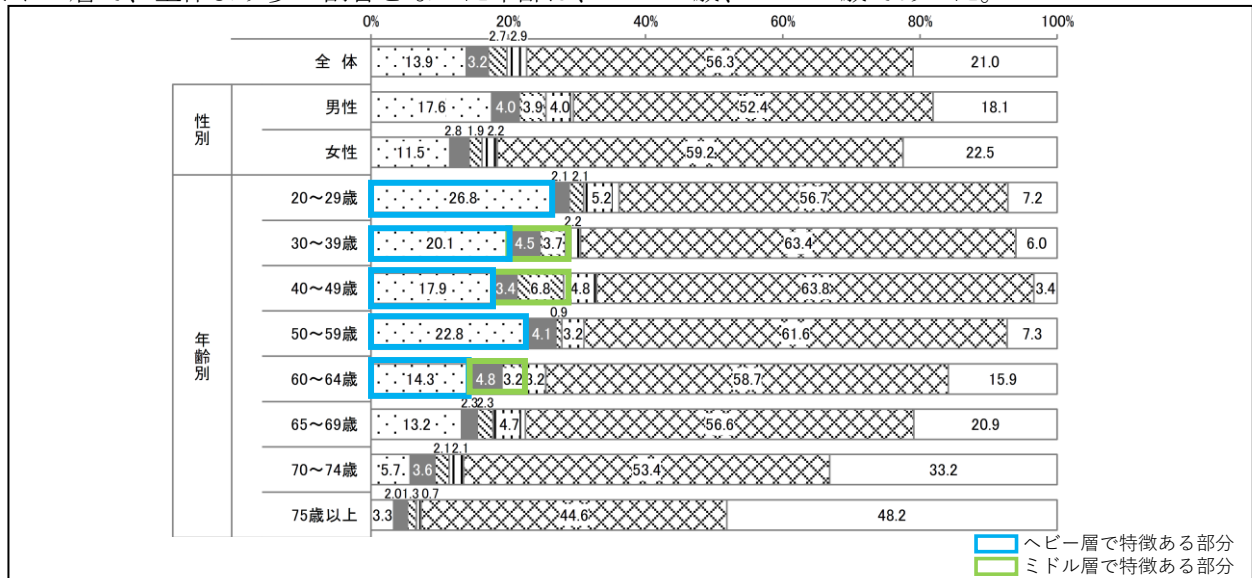 0% 20% 40% 60% 80% 100%
2.7 2.9
全 体 13.9 3.2 56.3 21.0
性別
男性 17.6 4.0 3.9 4.0 52.4 18.1
2.8 1.9 2.2
女性 11.5 59.2 22.5
年齢別
2.1 2.1
20～29歳 26.8 5.2 56.7 7.2
2.2
30～39歳 20.1 4.5 3.7 63.4 6.0
40～49歳 17.9 3.4 6.8 4.8 63.8 3.4
0.9
50～59歳 22.8 4.1 3.2 61.6 7.3
60～64歳 14.3 4.8 3.2 3.2 58.7 15.9
2.3 2.3
65～69歳 13.2 4.7 56.6 20.9
2.1 2.1
70～74歳 5.7 3.6 53.4 33.2
2.0 1.3 0.7
75歳以上 3.3 44.6 48.2
ヘビー層で特徴ある部分
ミドル層で特徴ある部分